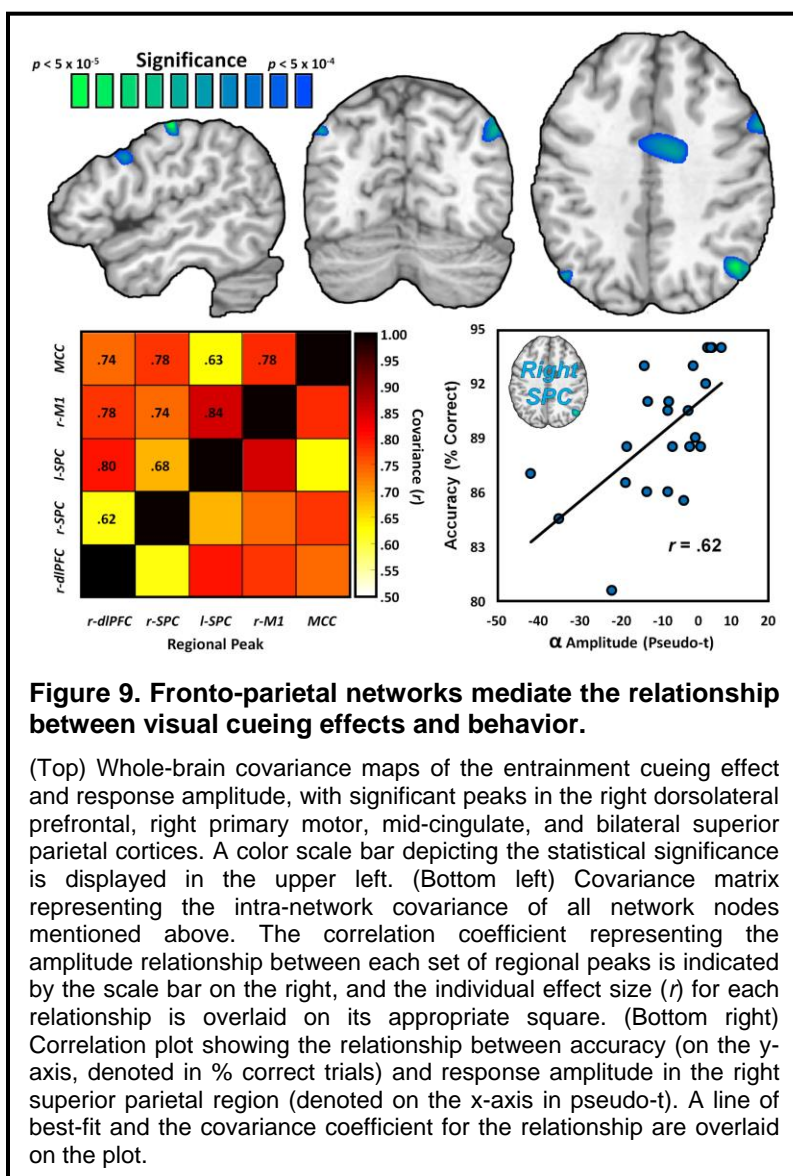 p < 5 x 10-5 Significance p < 5 x 10-4
MCC .74 .78 .63 .78
r-M1 .78 .74 .84
l-SPC .80 .68
r-SPC .62
r-dlPFC
r-dlPFC r-SPC l-SPC r-M1 MCC
Regional Peak
1.00
.95
.90
.85
.80
.75
.70
.65
.60
.55
.50
Covariance (r)
95
92
89
86
83
80
Accuracy (% Correct)
Right
SPC
r = .62
-50 -40 -30 -20 -10 0 10 20
α Amplitude (Pseudo-t)
Figure 9. Fronto-parietal networks mediate the relationship
between visual cueing effects and behavior.
(Top) Whole-brain covariance maps of the entrainment cueing effect
and response amplitude, with significant peaks in the right dorsolateral
prefrontal, right primary motor, mid-cingulate, and bilateral superior
parietal cortices. A color scale bar depicting the statistical significance
is displayed in the upper left. (Bottom left) Covariance matrix
representing the intra-network covariance of all network nodes
mentioned above. The correlation coefficient representing the
amplitude relationship between each set of regional peaks is indicated
by the scale bar on the right, and the individual effect size (r) for each
relationship is overlaid on its appropriate square. (Bottom right)
Correlation plot showing the relationship between accuracy (on the y-
axis, denoted in % correct trials) and response amplitude in the right
superior parietal region (denoted on the x-axis in pseudo-t). A line of
best-fit and the covariance coefficient for the relationship are overlaid
on the plot.